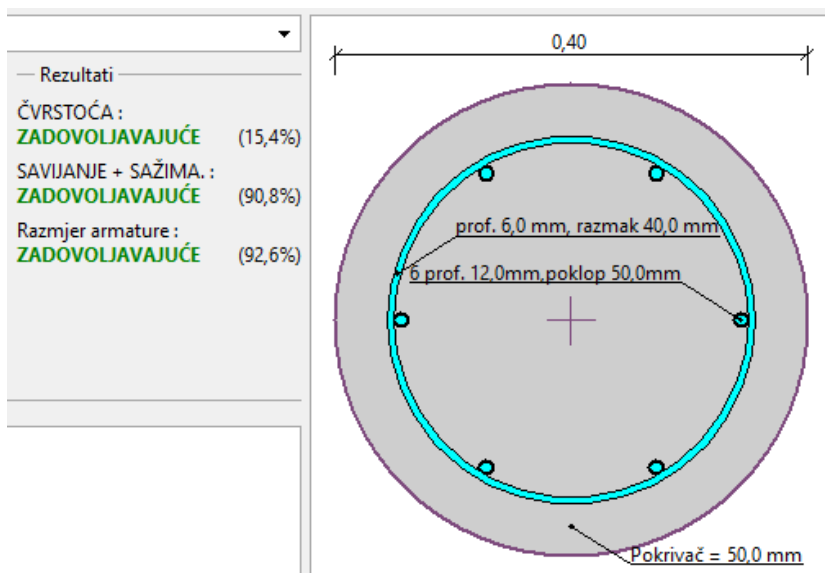 Rezultati
ČVRSTOĆA :
ZADOVOLJAVAJUĆE (15,4%)
SAVIJANJE + SAŽIMA. :
ZADOVOLJAVAJUĆE (90,8%)
Razmjer armature :
ZADOVOLJAVAJUĆE (92,6%)
0,40
prof. 6,0 mm, razmak 40,0 mm
6 prof. 12,0mm,poklop 50,0mm
Pokrivač = 50,0 mm